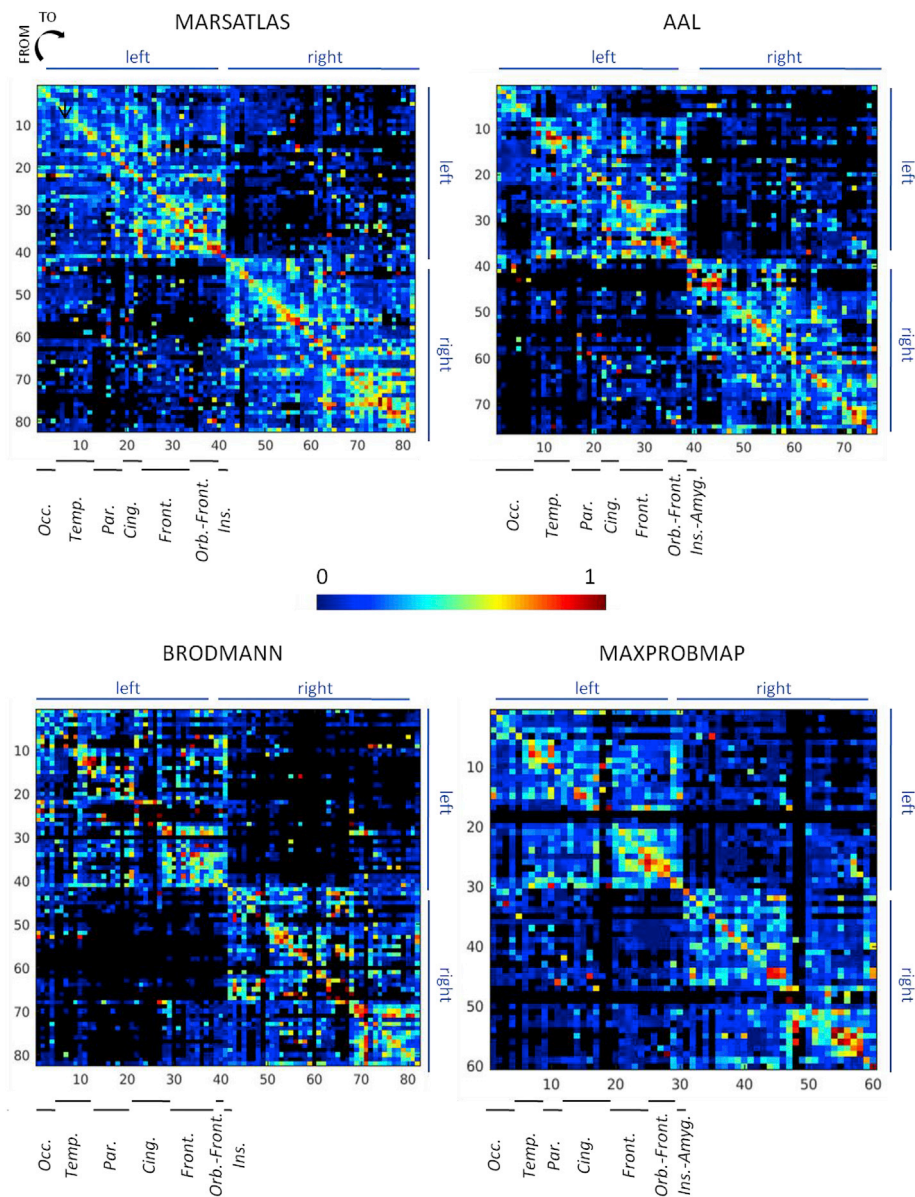 TO
FROM
MARSATLAS
AAL
left right
left right
10
20
30
40
50
60
70
80
left
right
10
20
30
40
50
60
70
left
right
10 20 30 40 50 60 70 80
10 20 30 40 50 60 70
Occ. Temp. Par. Cing. Front. Orb.-Front. Ins.
Occ. Temp. Par. Cing. Front. Orb.-Front. Ins.-Amyg.
0 1
BRODMANN
MAXPROBMAP
left right
left right
10
20
30
40
50
60
70
80
left
right
10
20
30
40
50
60
left
right
10 20 30 40 50 60 70 80
10 20 30 40 50 60
Occ. Temp. Par. Cing. Front. Orb.-Front. Ins.
Occ. Temp. Par. Cing. Front. Orb.-Front. Ins.-Amyg.